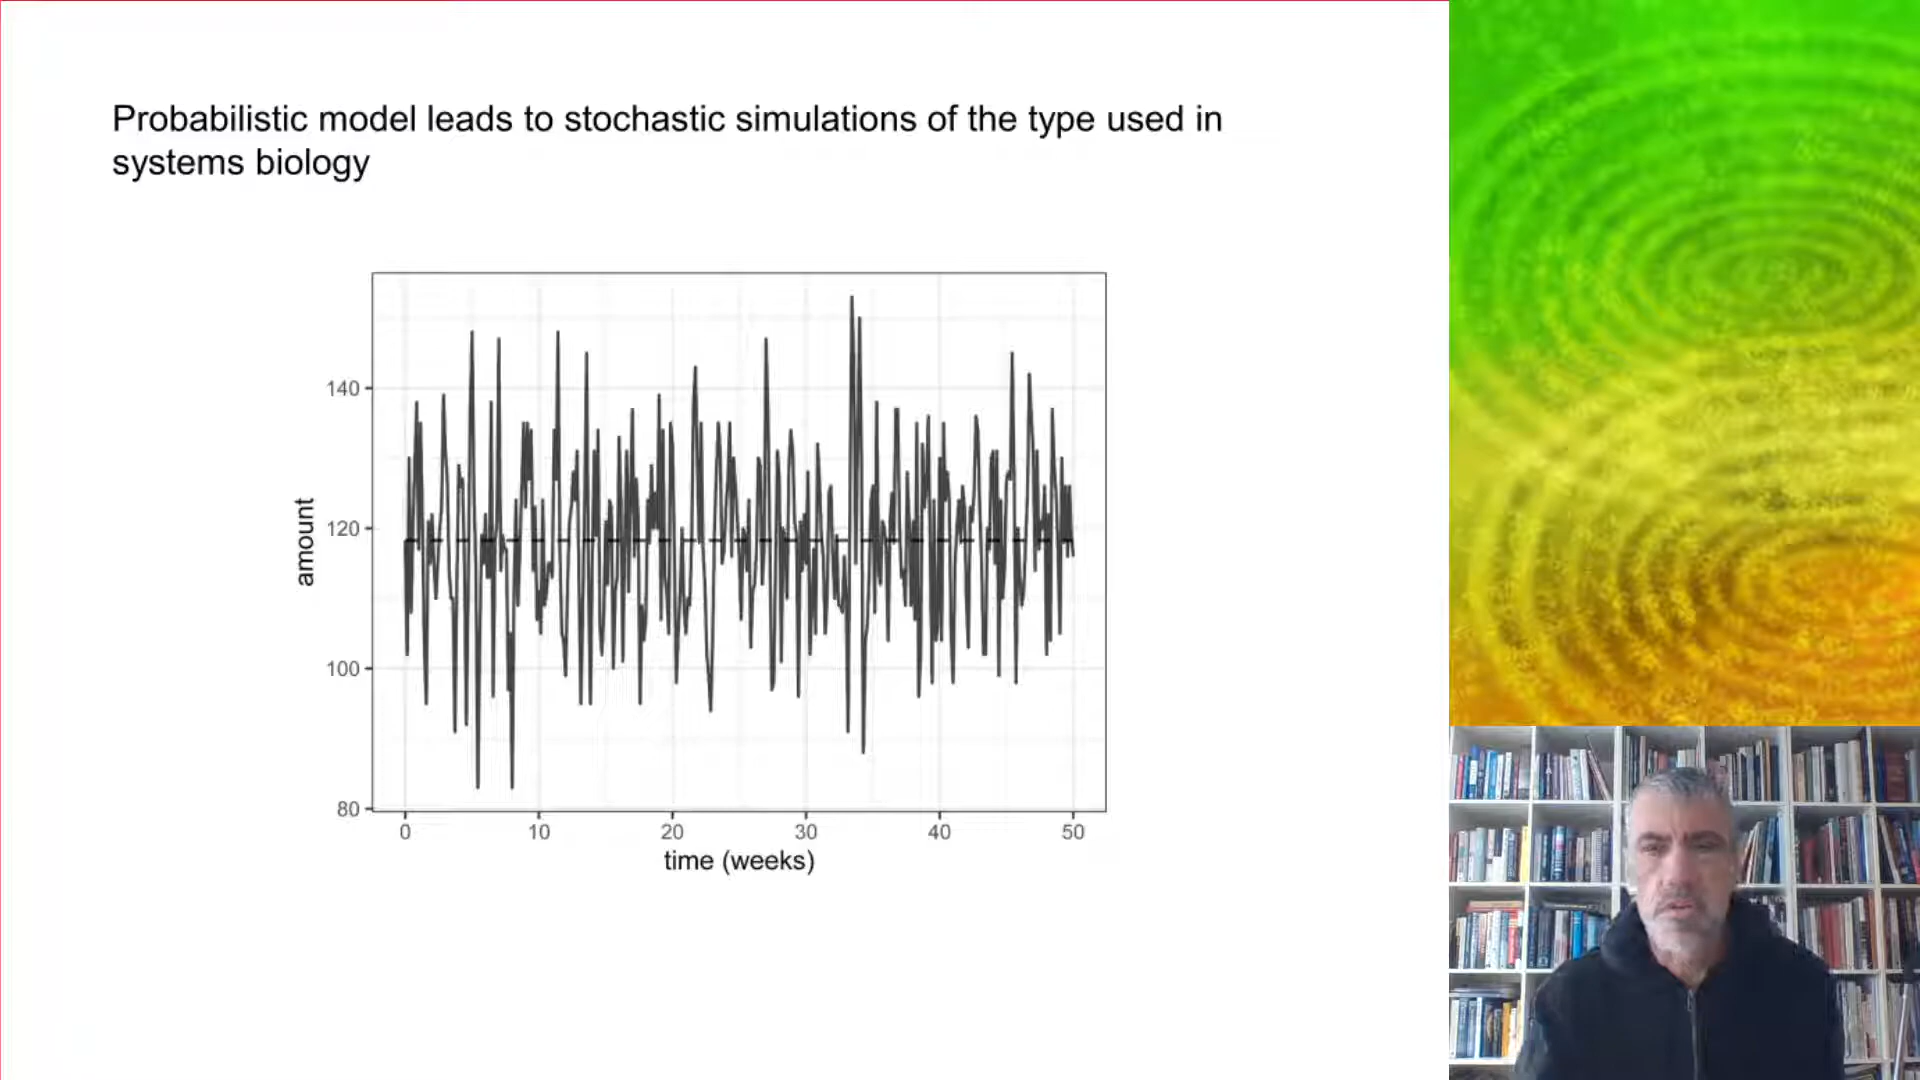 Probabilistic model leads to stochastic simulations of the type used in
systems biology
140
120
100
80
amount
0 10 20 30 40 50
time (weeks)